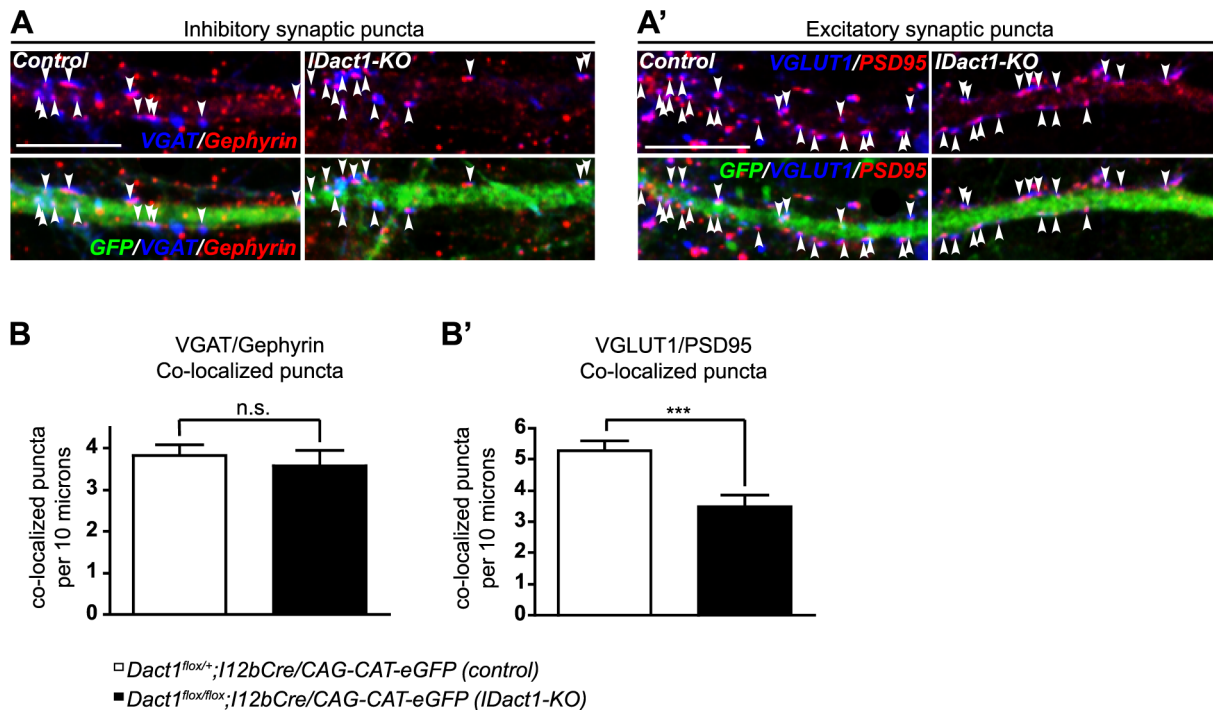 A
Inhibitory synaptic puncta
Control
IDact1-KO
VGAT/Gephyrin
GFP/VGAT/Gephyrin
A'
Excitatory synaptic puncta
Control
VGLUT1/PSD95
IDact1-KO
GFP/VGLUT1/PSD95
B
VGAT/Gephyrin
Co-localized puncta
n.s.
co-localized puncta
per 10 microns
4
3
2
1
0
B'
VGLUT1/PSD95
Co-localized puncta
***
co-localized puncta
per 10 microns
6
5
4
3
2
1
0
Dact1flox/+;I12bCre/CAG-CAT-eGFP (control)
Dact1flox/flox;I12bCre/CAG-CAT-eGFP (IDact1-KO)